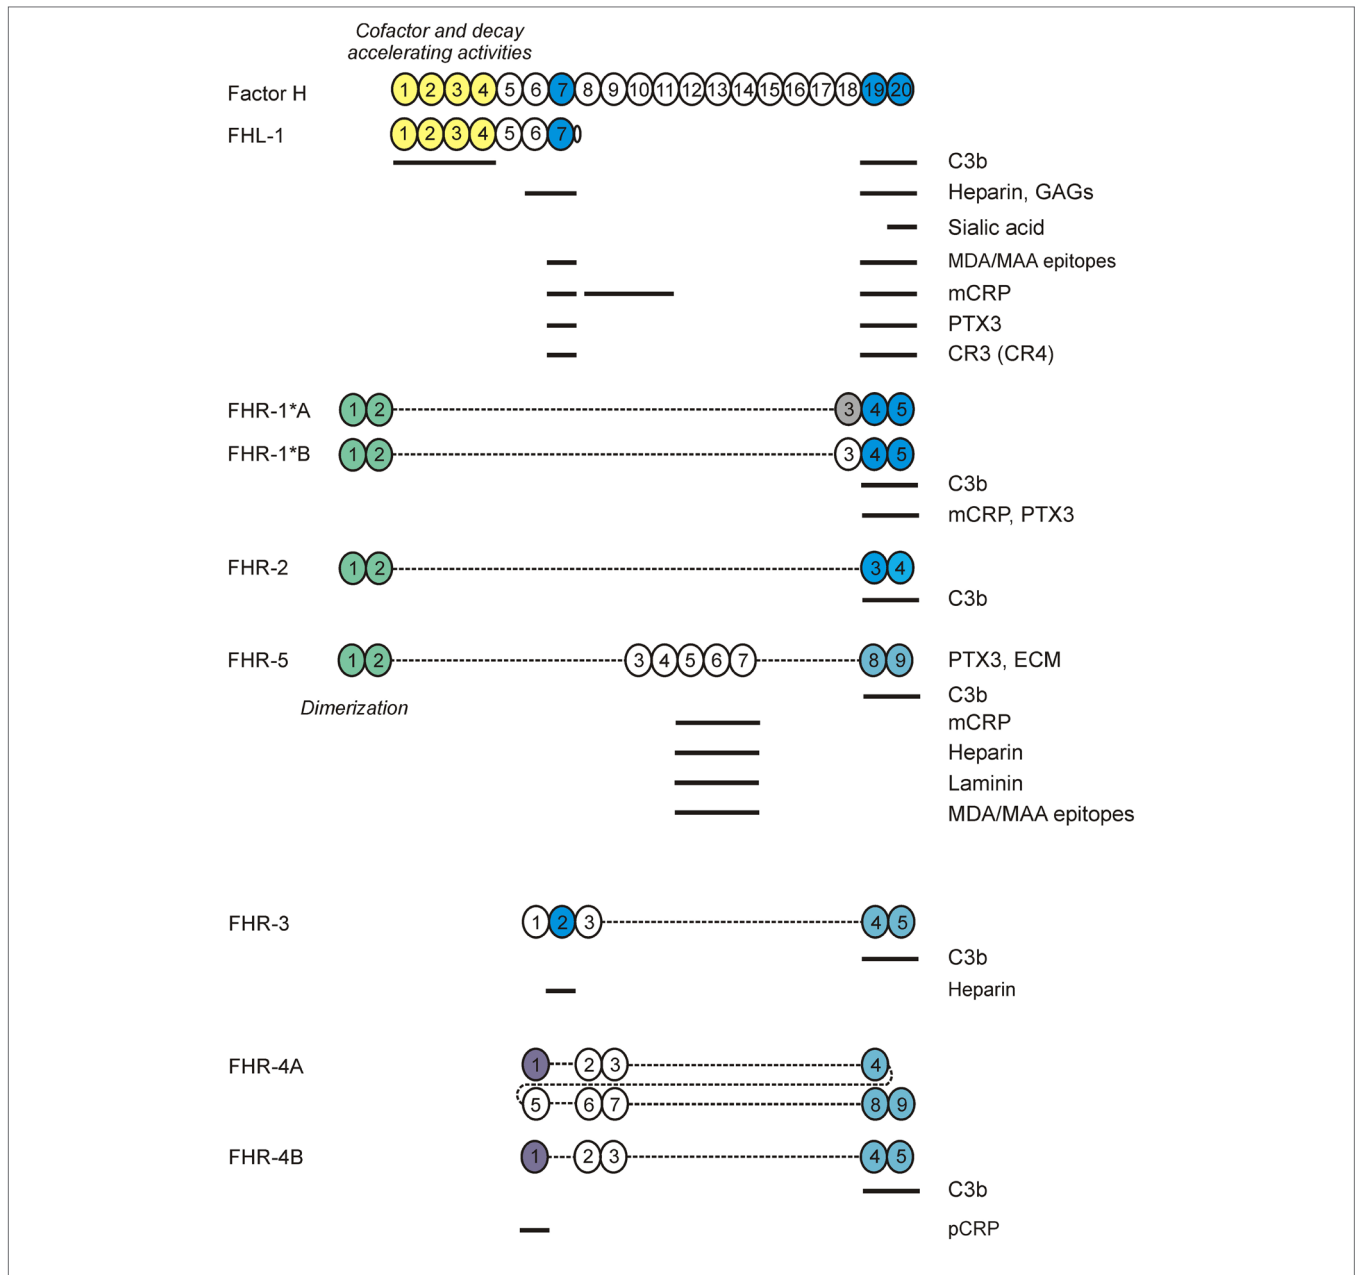 Cofactor and decay
accelerating activities
Factor H 1 2 3 4 5 6 7 8 9 10 11 12 13 14 15 16 17 18 19 20
FHL-1 1 2 3 4 5 6 7
C3b
Heparin, GAGs
Sialic acid
MDA/MAA epitopes
mCRP
PTX3
CR3 (CR4)
FHR-1*A 1 2 3 4 5
FHR-1*B 1 2 3 4 5
C3b
mCRP, PTX3
FHR-2 1 2 3 4
C3b
FHR-5 1 2 3 4 5 6 7 8 9 PTX3, ECM
C3b
Dimerization
mCRP
Heparin
Laminin
MDA/MAA epitopes
FHR-3 1 2 3 4 5
C3b
Heparin
FHR-4A 1 2 3 4
5 6 7 8 9
FHR-4B 1 2 3 4 5
C3b
pCRP